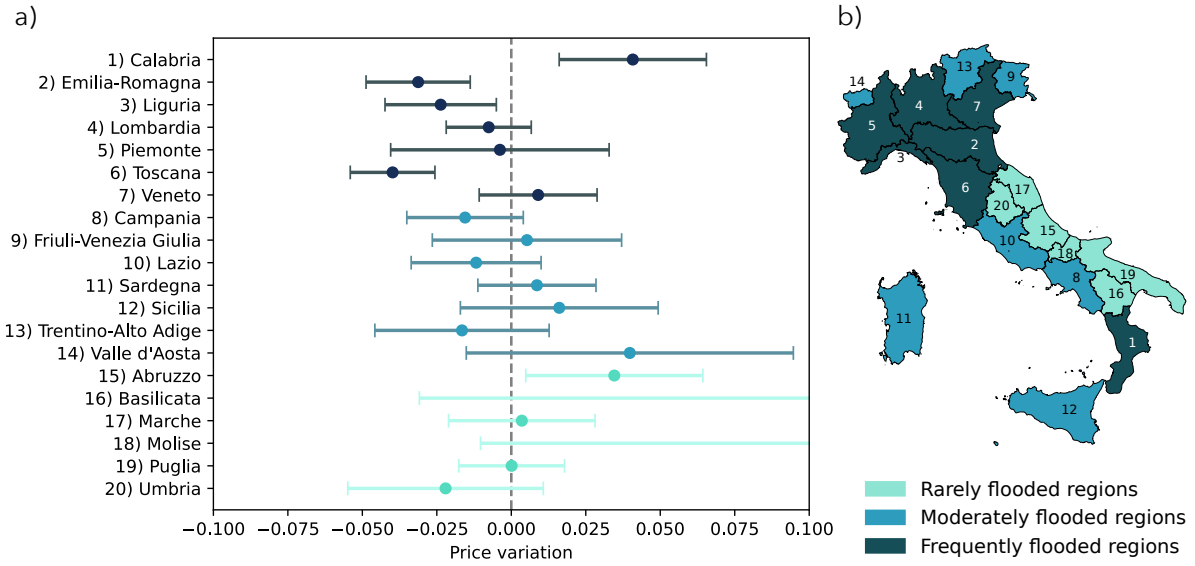 a)
1) Calabria
2) Emilia-Romagna
3) Liguria
4) Lombardia
5) Piemonte
6) Toscana
7) Veneto
8) Campania
9) Friuli-Venezia Giulia
10) Lazio
11) Sardegna
12) Sicilia
13) Trentino-Alto Adige
14) Valle d'Aosta
15) Abruzzo
16) Basilicata
17) Marche
18) Molise
19) Puglia
20) Umbria
−0.100 −0.075 −0.050 −0.025 0.000 0.025 0.050 0.075 0.100
Price variation
b)
13
9
14
4
7
5
2
3
6
17
20
15
10
18
8
19
16
11
1
12
Rarely flooded regions
Moderately flooded regions
Frequently flooded regions